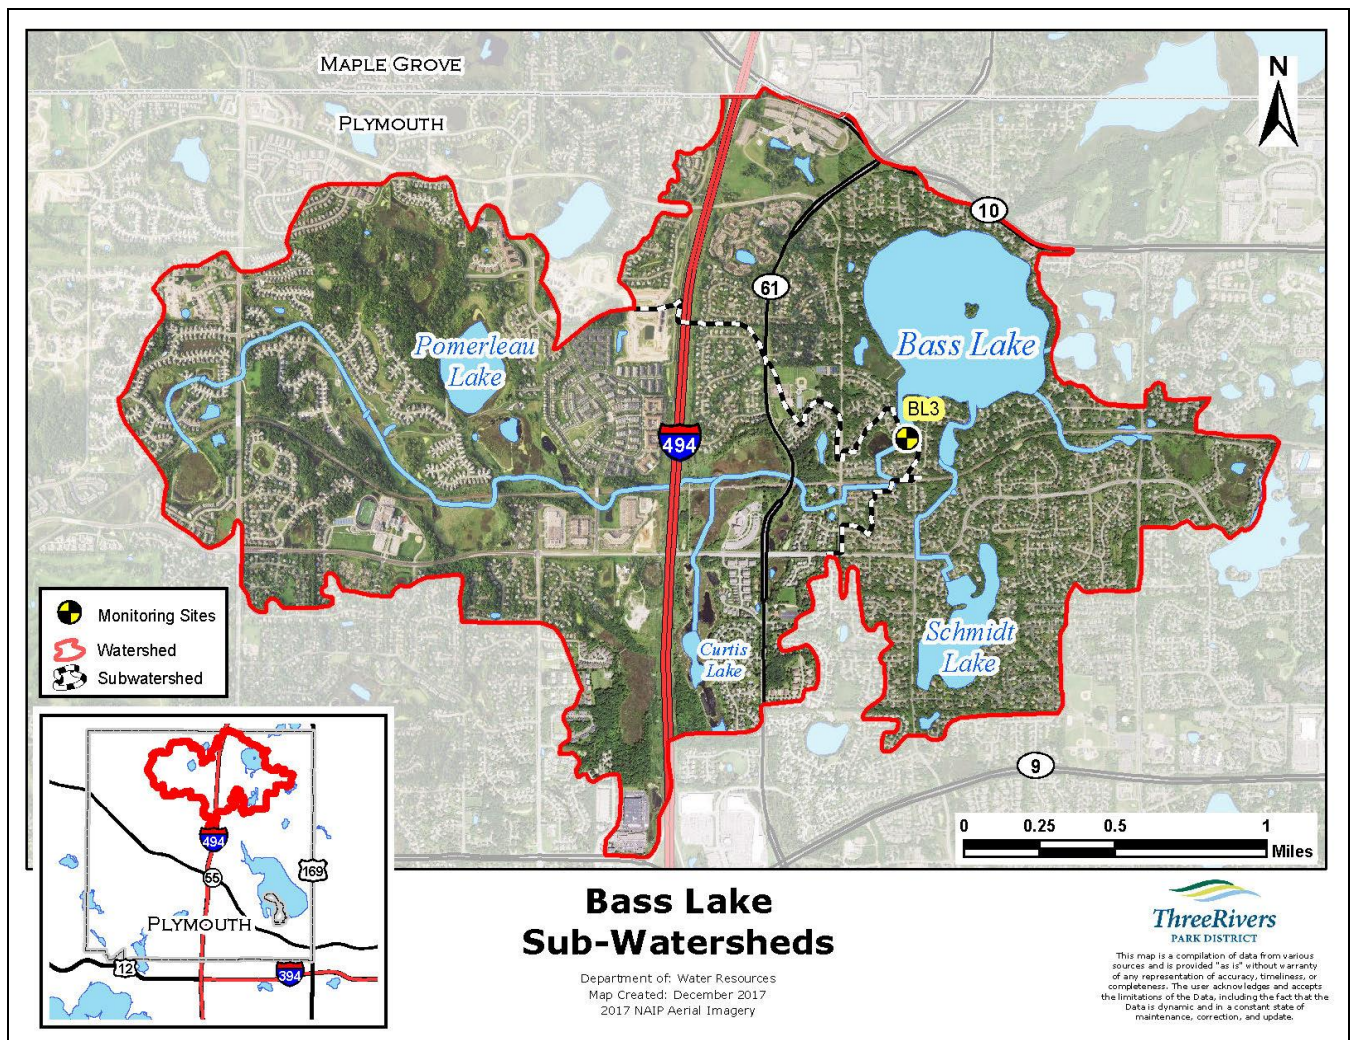 MAPLE GROVE
PLYMOUTH
N
10
61
Pomerleau
Lake
Bass Lake
BL3
494
Curtis
Lake
Schmidt
Lake
9
Monitoring Sites
Watershed
Subwatershed
0 0.25 0.5 1
Miles
494
55
169
PLYMOUTH
12
394
Bass Lake
Sub-Watersheds
Department of: Water Resources
Map Created: December 2017
2017 NAIP Aerial Imagery
ThreeRivers
PARK DISTRICT
This map is a compilation of data from various
sources and is provided "as is" without warranty
of any representation of accuracy, timeliness, or
completeness. The user acknowledges and accepts
the limitations of the Data, including the fact that the
Data is dynamic and in a constant state of
maintenance, correction, and update.